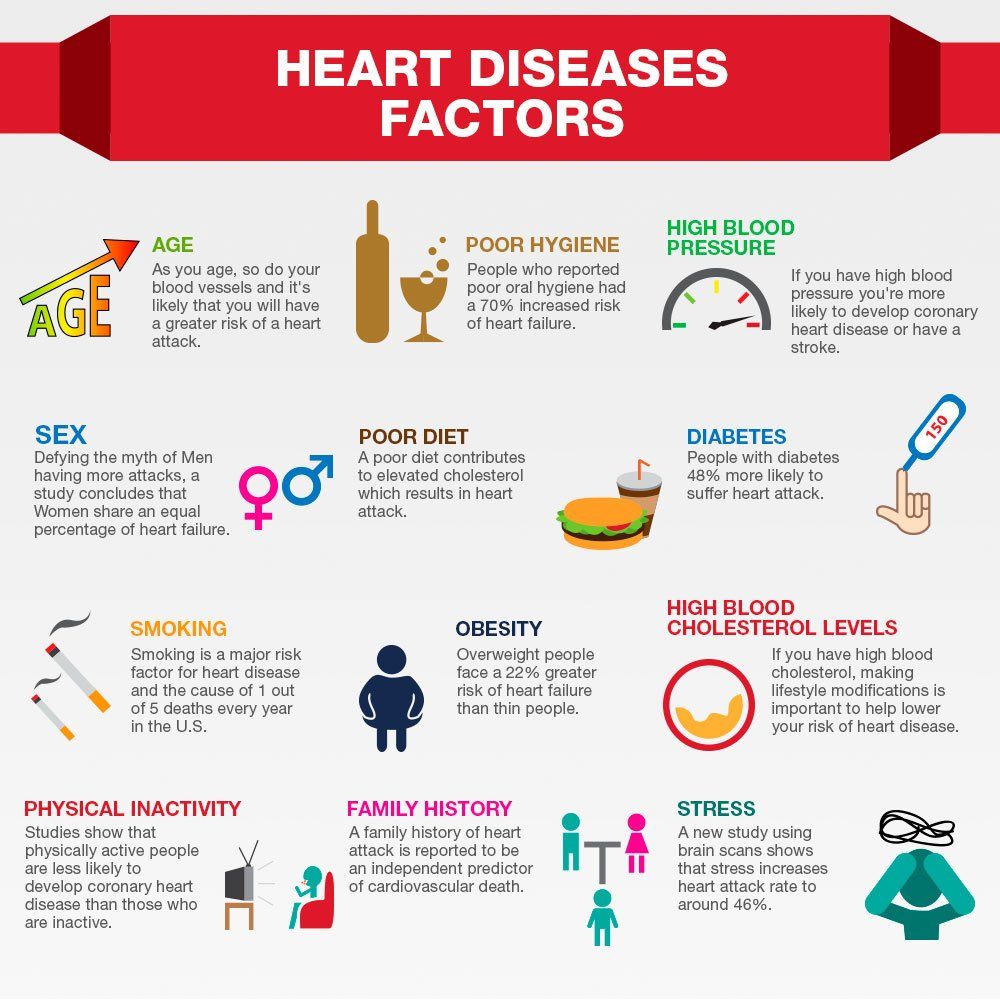 HEART DISEASES
FACTORS
AGE
As you age, so do your
blood vessels and it's
likely that you will have
a greater risk of a heart
attack.
AGE
POOR HYGIENE
People who reported
poor oral hygiene had
a 70% increased risk
of heart failure.
HIGH BLOOD
PRESSURE
If you have high blood
pressure you're more
likely to develop coronary
heart disease or have a
stroke.
SEX
Defying the myth of Men
having more attacks, a
study concludes that
Women share an equal
percentage of heart failure.
POOR DIET
A poor diet contributes
to elevated cholesterol
which results in heart
attack.
DIABETES
People with diabetes
48% more likely to
suffer heart attack.
150
SMOKING
Smoking is a major risk
factor for heart disease
and the cause of 1 out
of 5 deaths every year
in the U.S.
OBESITY
Overweight people
face a 22% greater
risk of heart failure
than thin people.
HIGH BLOOD
CHOLESTEROL LEVELS
If you have high blood
cholesterol, making
lifestyle modifications is
important to help lower
your risk of heart disease.
PHYSICAL INACTIVITY
Studies show that
physically active people
are less likely to
develop coronary heart
disease than those who
are inactive.
FAMILY HISTORY
A family history of heart
attack is reported to be
an independent predictor
of cardiovascular death.
STRESS
A new study using
brain scans shows
that stress increases
heart attack rate to
around 46%.